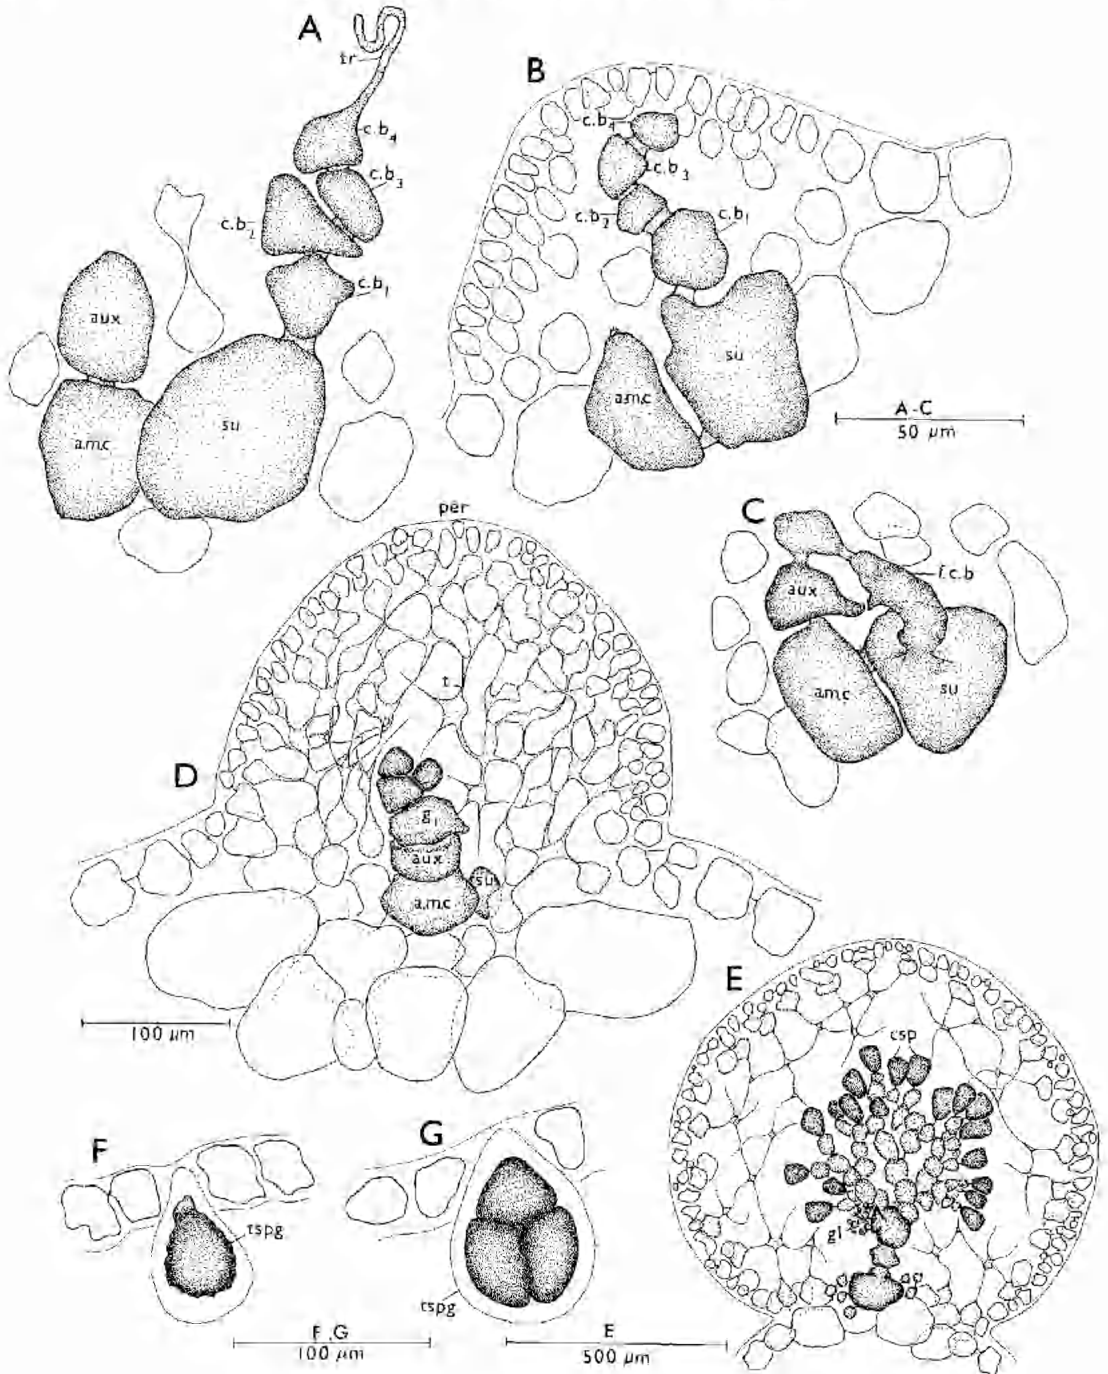 A
tr
c.b4
c.b3
c.b2
c.b1
aux
a.m.c
su
B
c.b4
c.b3
c.b2
c.b1
su
a.m.c
A-C
50 µm
C
f.c.b
aux
a.m.c
su
per
t
D
g1
aux
su
a.m.c
100 µm
E
csp
gl
F
tspg
G
tspg
F,G
100 µm
E
500 µm